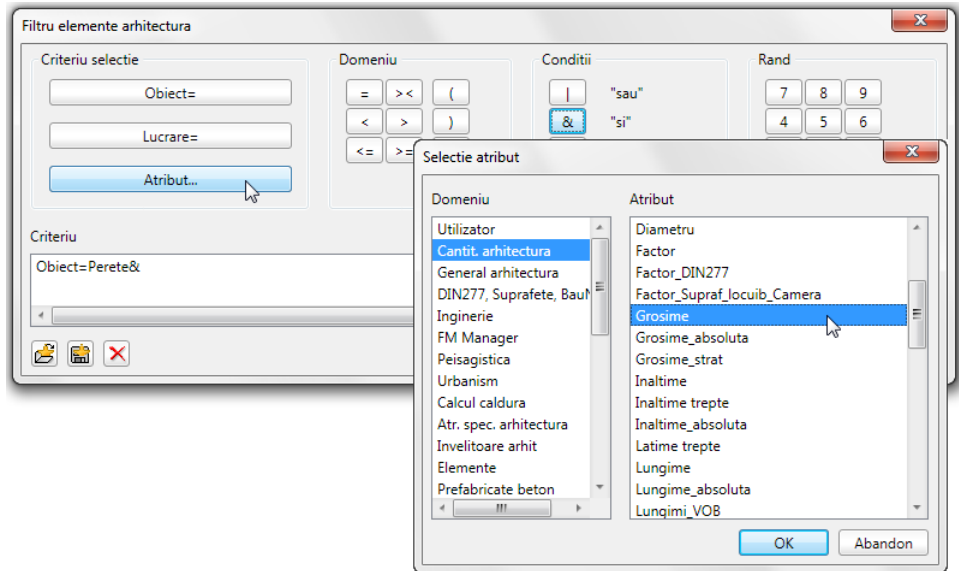 Filtru elemente arhitectura
Criteriu selectie
Domeniu
Conditii
Rand
Obiect=
= >< (
| "sau"
7 8 9
Lucrare=
< > )
& "si"
4 5 6
Atribut...
<= >=
Criteriu
Obiect=Perete&
Selectie atribut
Domeniu
Utilizator
Cantit. arhitectura
General arhitectura
DIN277, Suprafete, BauN
Inginerie
FM Manager
Peisagistica
Urbanism
Calcul caldura
Atr. spec. arhitectura
Invelitoare arhit
Elemente
Prefabricate beton
Atribut
Diametru
Factor
Factor_DIN277
Factor_Supraf_locuib_Camera
Grosime
Grosime_absoluta
Grosime_strat
Inaltime
Inaltime trepte
Inaltime_absoluta
Latime trepte
Lungime
Lungime_absoluta
Lungimi_VOB
OK
Abandon